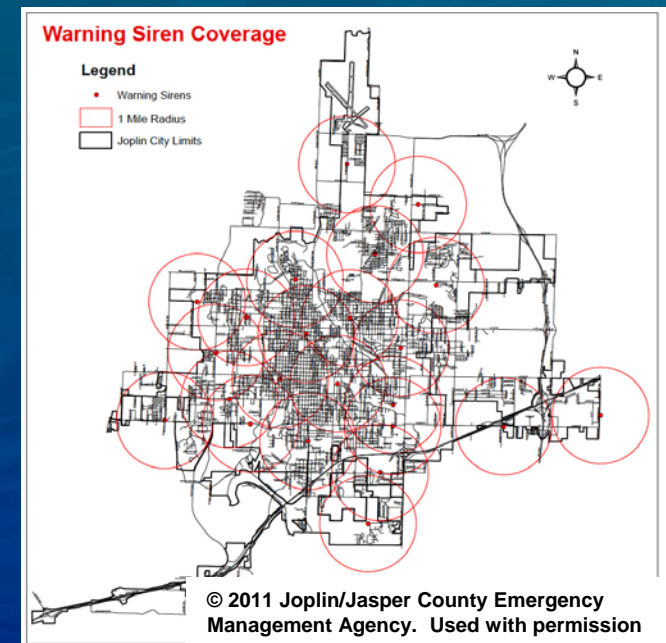 Warning Siren Coverage
Legend
Warning Sirens
1 Mile Radius
Joplin City Limits
N
W
E
S
© 2011 Joplin/Jasper County Emergency
Management Agency.  Used with permission